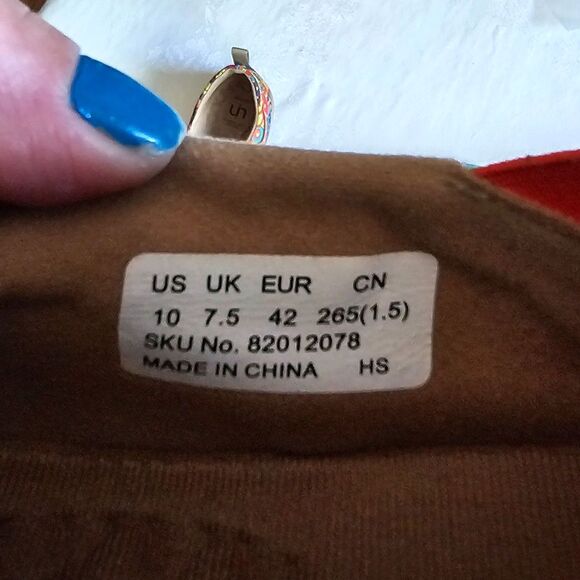 US UK EUR CN
10 7.5 42 265(1.5)
SKU No. 82012078
MADE IN CHINA HS